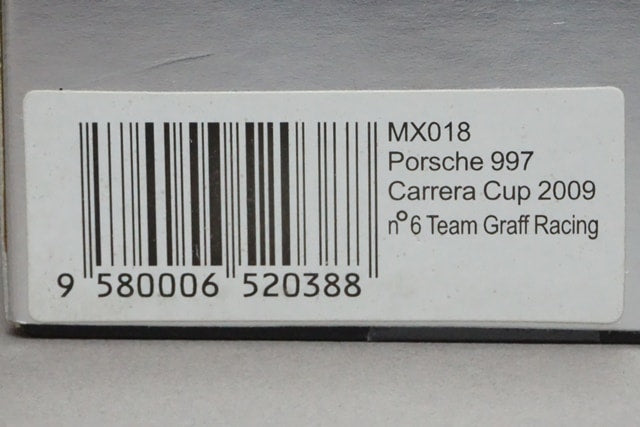 MX018
Porsche 997
Carrera Cup 2009
n°6 Team Graff Racing
9 580006 520388